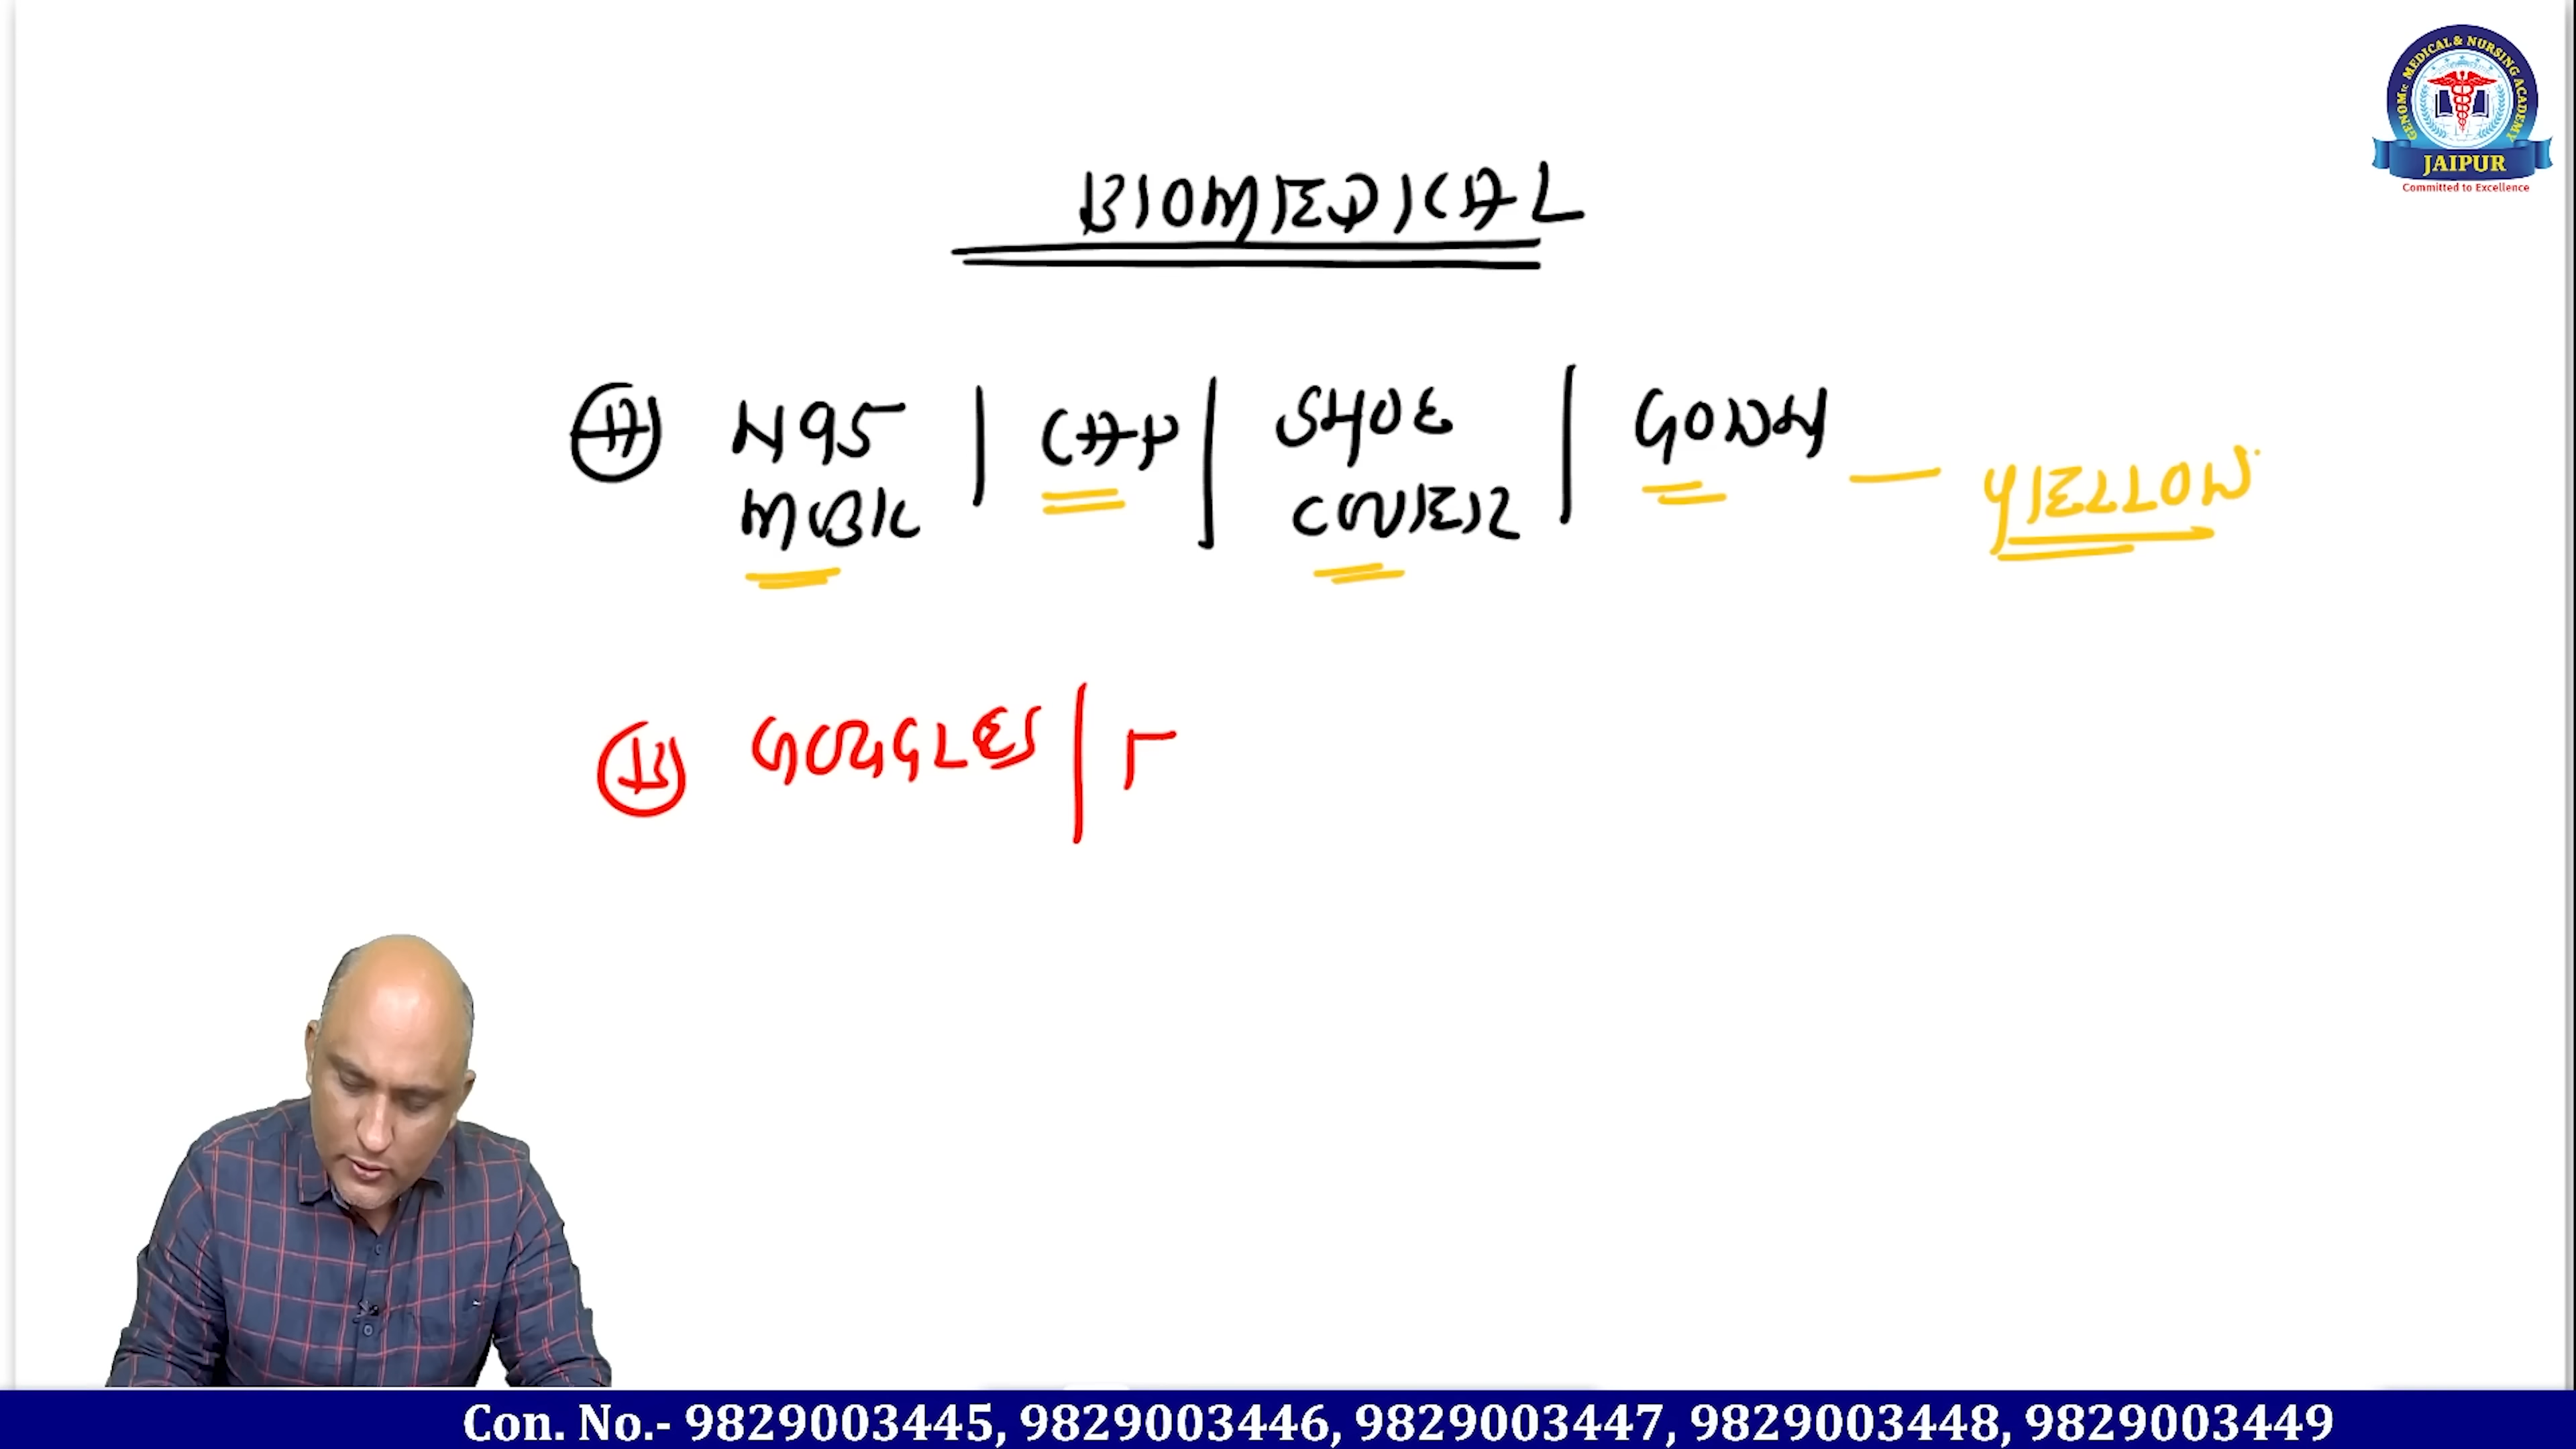 GENOMIC MEDICAL & NURSING ACADEMY
JAIPUR
Committed to Excellence
BIOMEDICAL
A N95 MASK | CAP | SHOE COVER | GOWN — YELLOW
B GOGGLES |
Con. No.- 9829003445, 9829003446, 9829003447, 9829003448, 9829003449